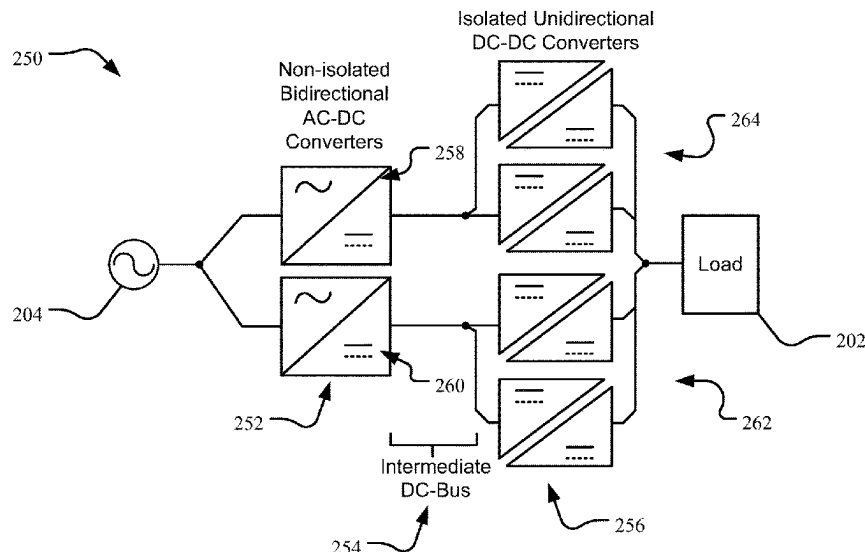 Isolated Unidirectional
DC-DC Converters
250
Non-isolated
Bidirectional
AC-DC
Converters
258
264
Load
204
202
260
252
262
Intermediate
DC-Bus
256
254